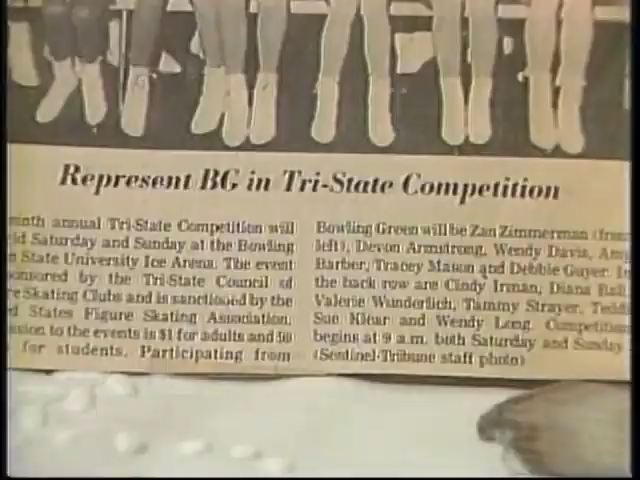 Represent BG in Tri-State Competition
ninth annual Tri-State Competition will
ld Saturday and Sunday at the Bowling
n State University Ice Arena. The event
onsored by the Tri-State Council of
re Skating Clubs and is sanctioned by the
d States Figure Skating Association.
ssion to the events is $1 for adults and 50
for students. Participating from
Bowling Green will be Zan Zimmerman (from
left), Devon Armstrong, Wendy Davis, Amy
Barber, Tracey Mason and Debbie Guyer. In
the back row are Cindy Irman, Diana
Valerie Wunderlich, Tammy Strayer,
Sue Klear and Wendy Long. Competition
begins at 9 a.m. both Saturday and Sunday
(Sentinel-Tribune staff photo)